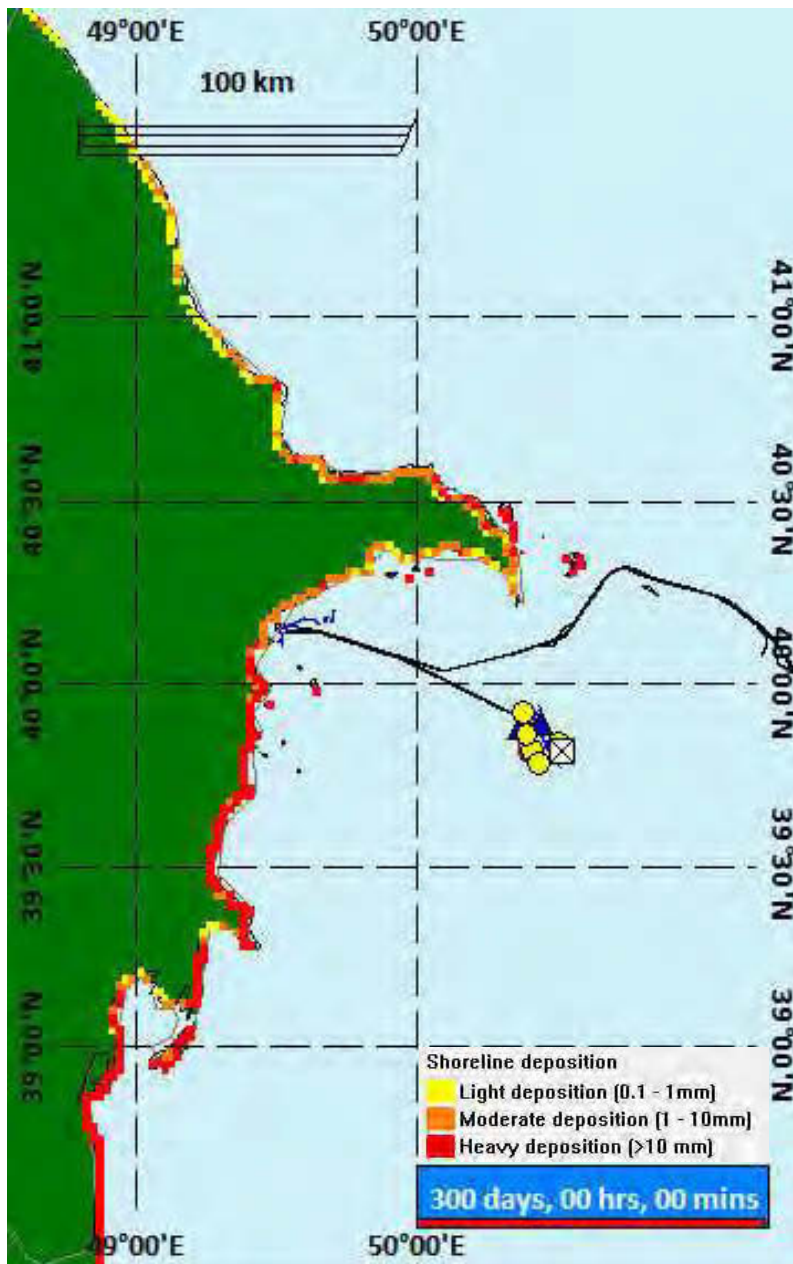 49°00'E 50°00'E
100 km
41°00'N 41°00'N
40°30'N 40°30'N
40°00'N 40°00'N
39°30'N 39°30'N
39°00'N 39°00'N
Shoreline deposition
Light deposition (0.1 - 1mm)
Moderate deposition (1 - 10mm)
Heavy deposition (>10 mm)
300 days, 00 hrs, 00 mins
49°00'E 50°00'E